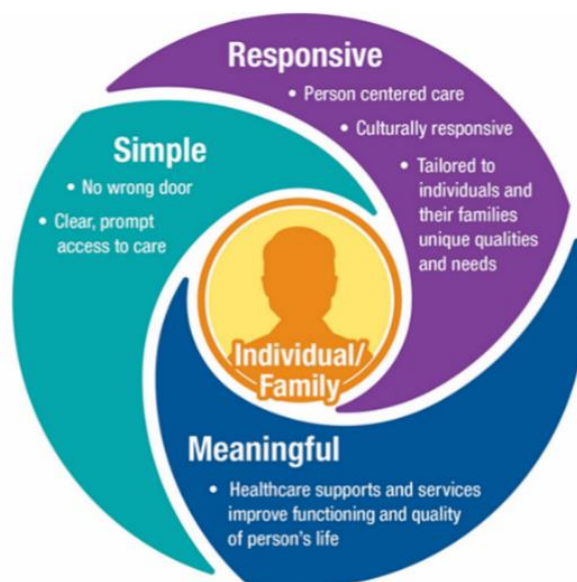 Responsive
• Person centered care
• Culturally responsive
• Tailored to
individuals and
their families
unique qualities
and needs
Simple
• No wrong door
• Clear, prompt
access to care
Individual/
Family
Meaningful
• Healthcare supports and services
improve functioning and quality
of person's life